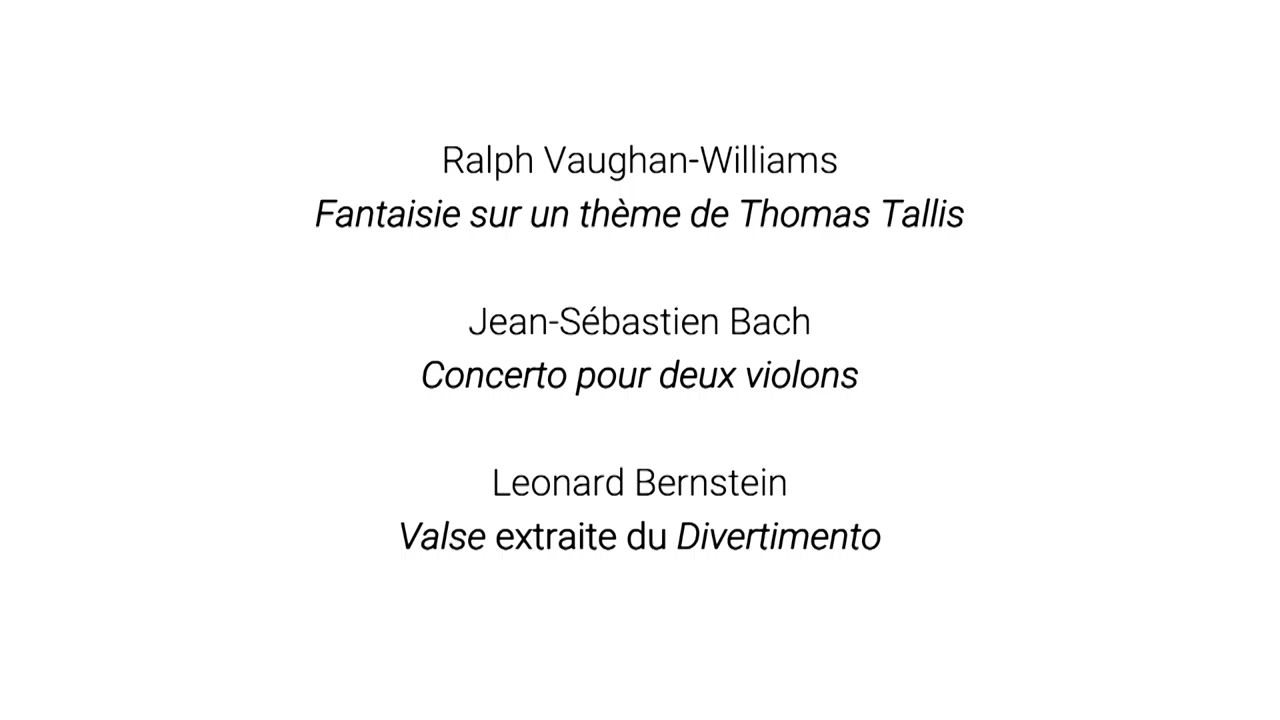 Ralph Vaughan-Williams
Fantaisie sur un thème de Thomas Tallis
Jean-Sébastien Bach
Concerto pour deux violons
Leonard Bernstein
Valse extraite du Divertimento